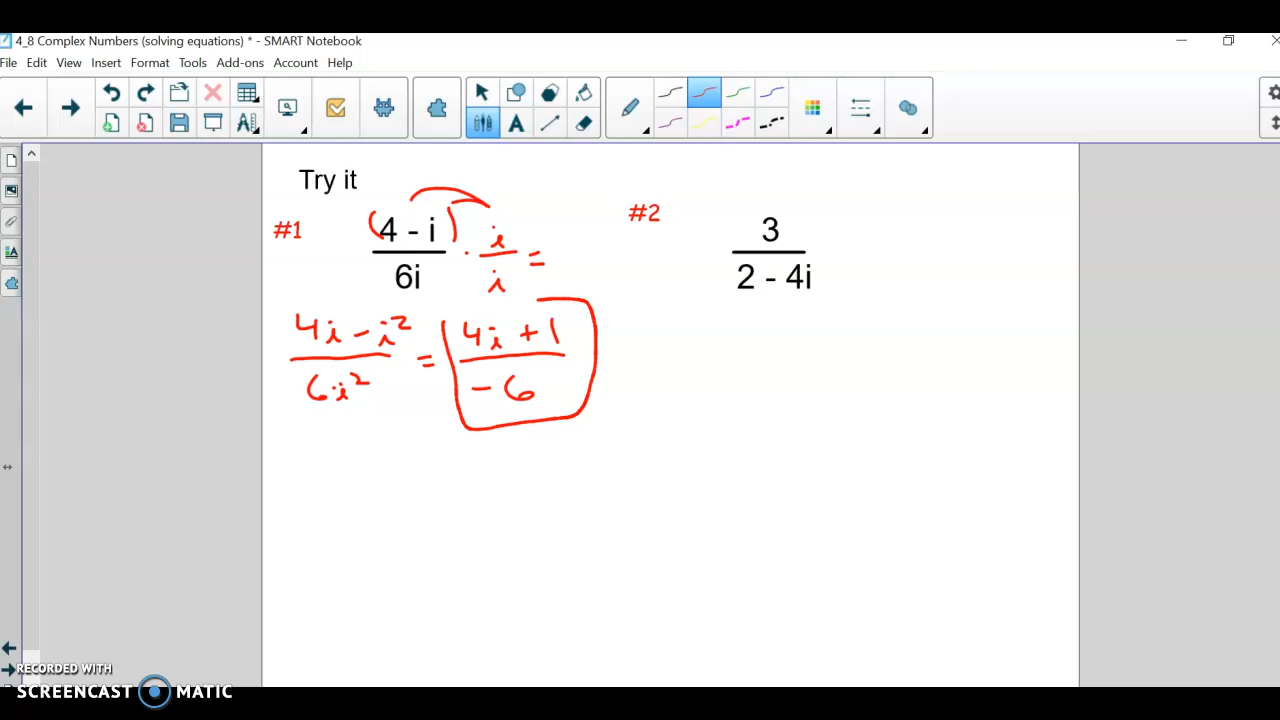 4_8 Complex Numbers (solving equations) * - SMART Notebook
File Edit View Insert Format Tools Add-ons Account Help
Try it
#1
4 - i
6i
· i
i
=
4i - i²
6i²
=
4i + 1
- 6
#2
3
2 - 4i
RECORDED WITH
SCREENCAST MATIC